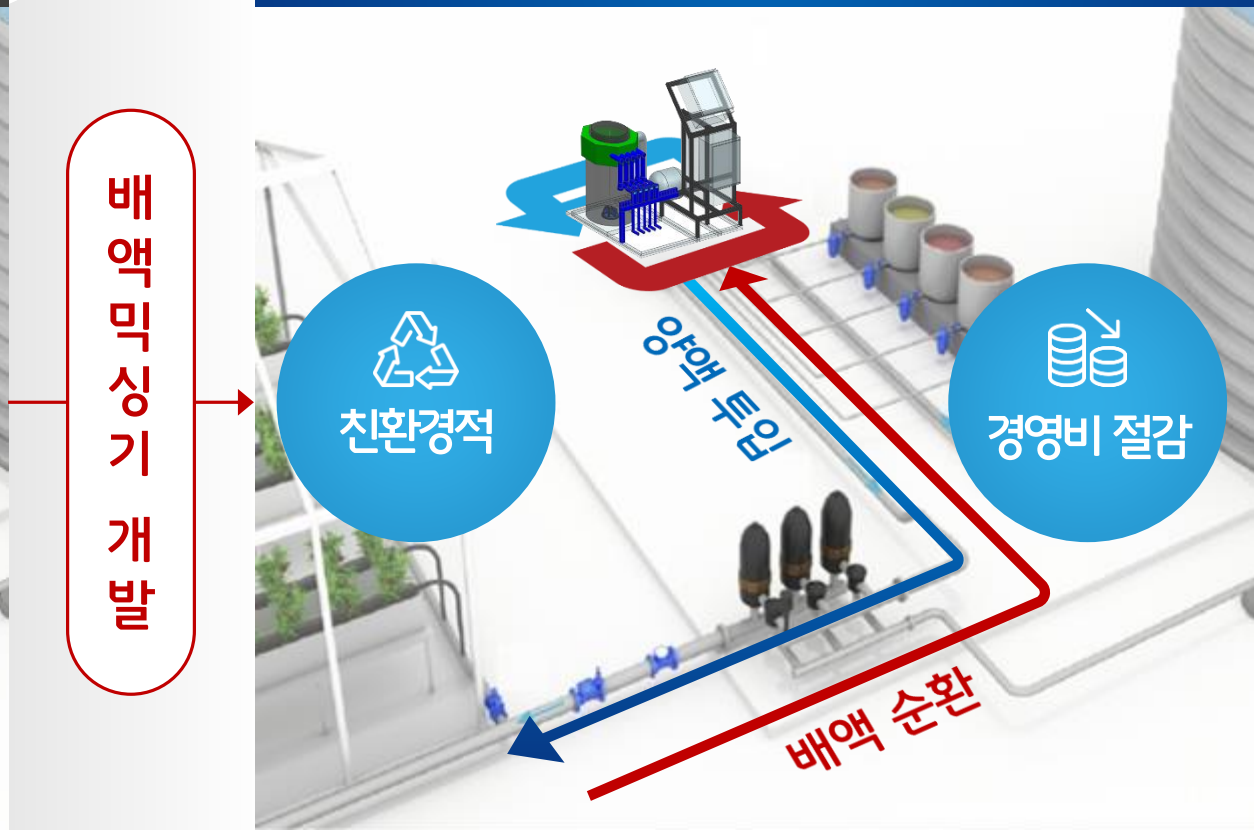 배액믹싱기 개발
친환경적
양액 투입
경영비 절감
배액 순환